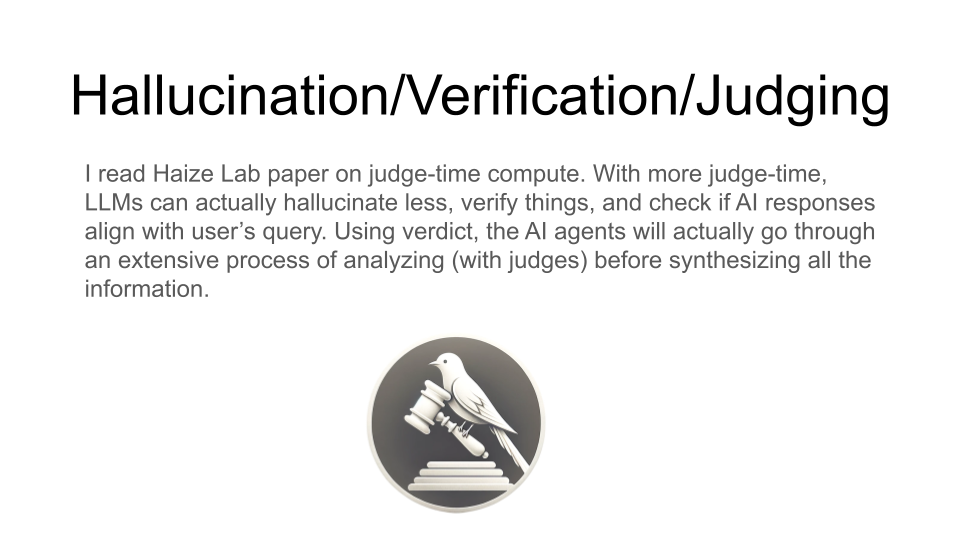 Hallucination/Verification/Judging
I read Haize Lab paper on judge-time compute. With more judge-time,
LLMs can actually hallucinate less, verify things, and check if AI responses
align with user’s query. Using verdict, the AI agents will actually go through
an extensive process of analyzing (with judges) before synthesizing all the
information.